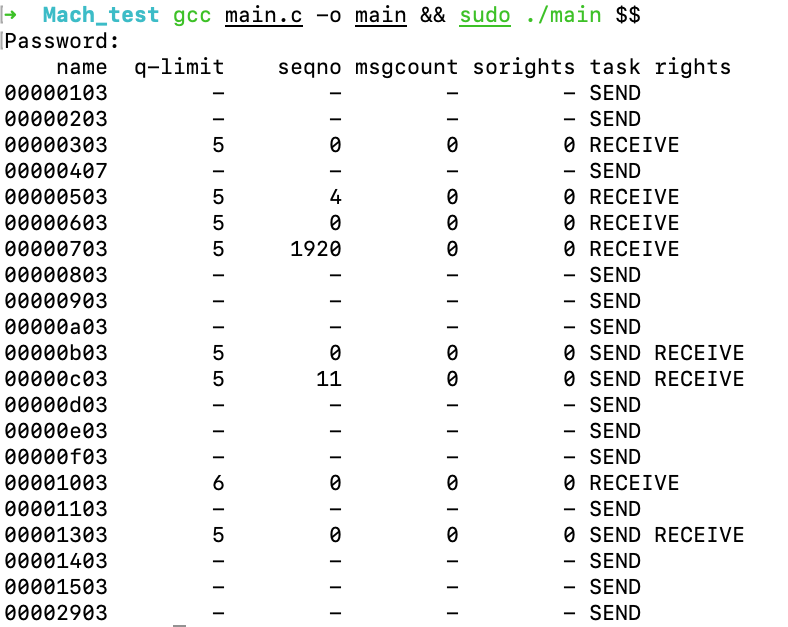 ➜ Mach_test gcc main.c -o main && sudo ./main $$
Password:
name q-limit seqno msgcount sorights task rights
00000103 - - - - SEND
00000203 - - - - SEND
00000303 5 0 0 0 RECEIVE
00000407 - - - - SEND
00000503 5 4 0 0 RECEIVE
00000603 5 0 0 0 RECEIVE
00000703 5 1920 0 0 RECEIVE
00000803 - - - - SEND
00000903 - - - - SEND
00000a03 - - - - SEND
00000b03 5 0 0 0 SEND RECEIVE
00000c03 5 11 0 0 SEND RECEIVE
00000d03 - - - - SEND
00000e03 - - - - SEND
00000f03 - - - - SEND
00001003 6 0 0 0 RECEIVE
00001103 - - - - SEND
00001303 5 0 0 0 SEND RECEIVE
00001403 - - - - SEND
00001503 - - - - SEND
00002903 - - - - SEND